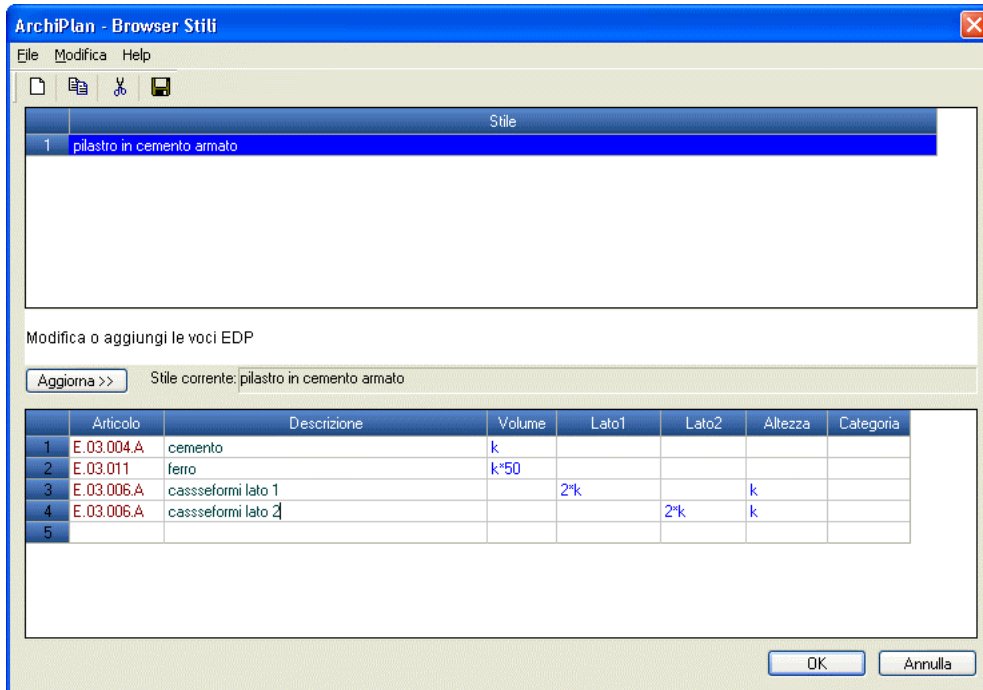 ArchiPlan - Browser Stili
File Modifica Help
Stile
1 pilastro in cemento armato
Modifica o aggiungi le voci EDP
Aggiorna >> Stile corrente: pilastro in cemento armato
Articolo Descrizione Volume Lato1 Lato2 Altezza Categoria
1 E.03.004.A cemento k
2 E.03.011 ferro k*50
3 E.03.006.A cassseformi lato 1 2*k k
4 E.03.006.A cassseformi lato 2 2*k k
5
OK Annulla